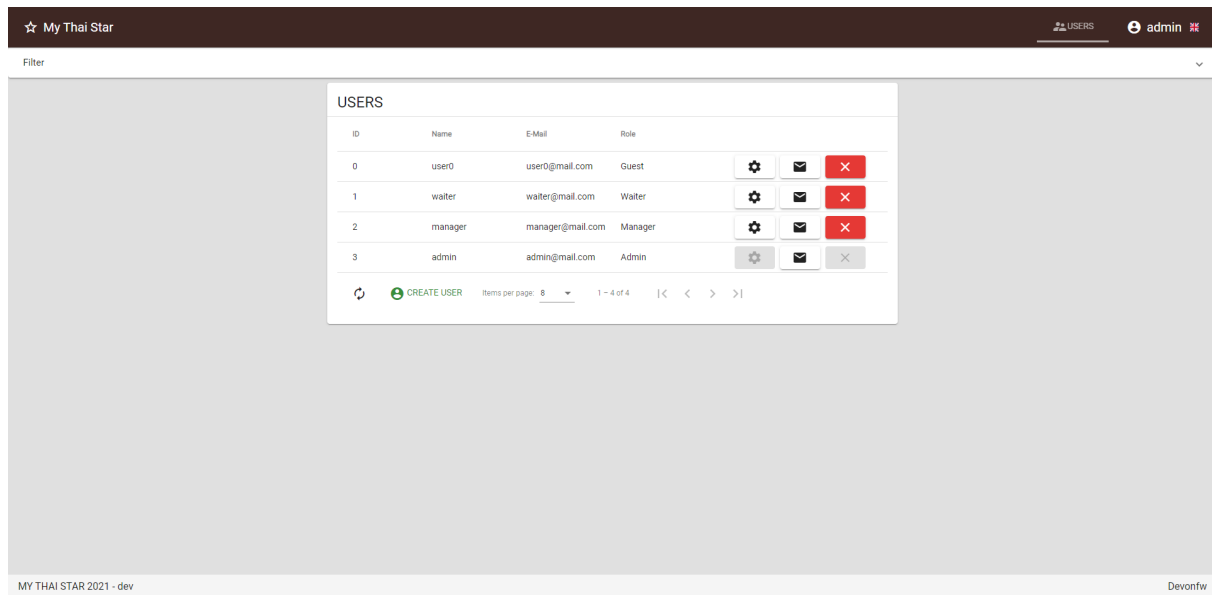 My Thai Star USERS admin
Filter
USERS
ID Name E-Mail Role
0 user0 user0@mail.com Guest
1 waiter waiter@mail.com Waiter
2 manager manager@mail.com Manager
3 admin admin@mail.com Admin
CREATE USER Items per page: 8 1 – 4 of 4
MY THAI STAR 2021 - dev Devonfw